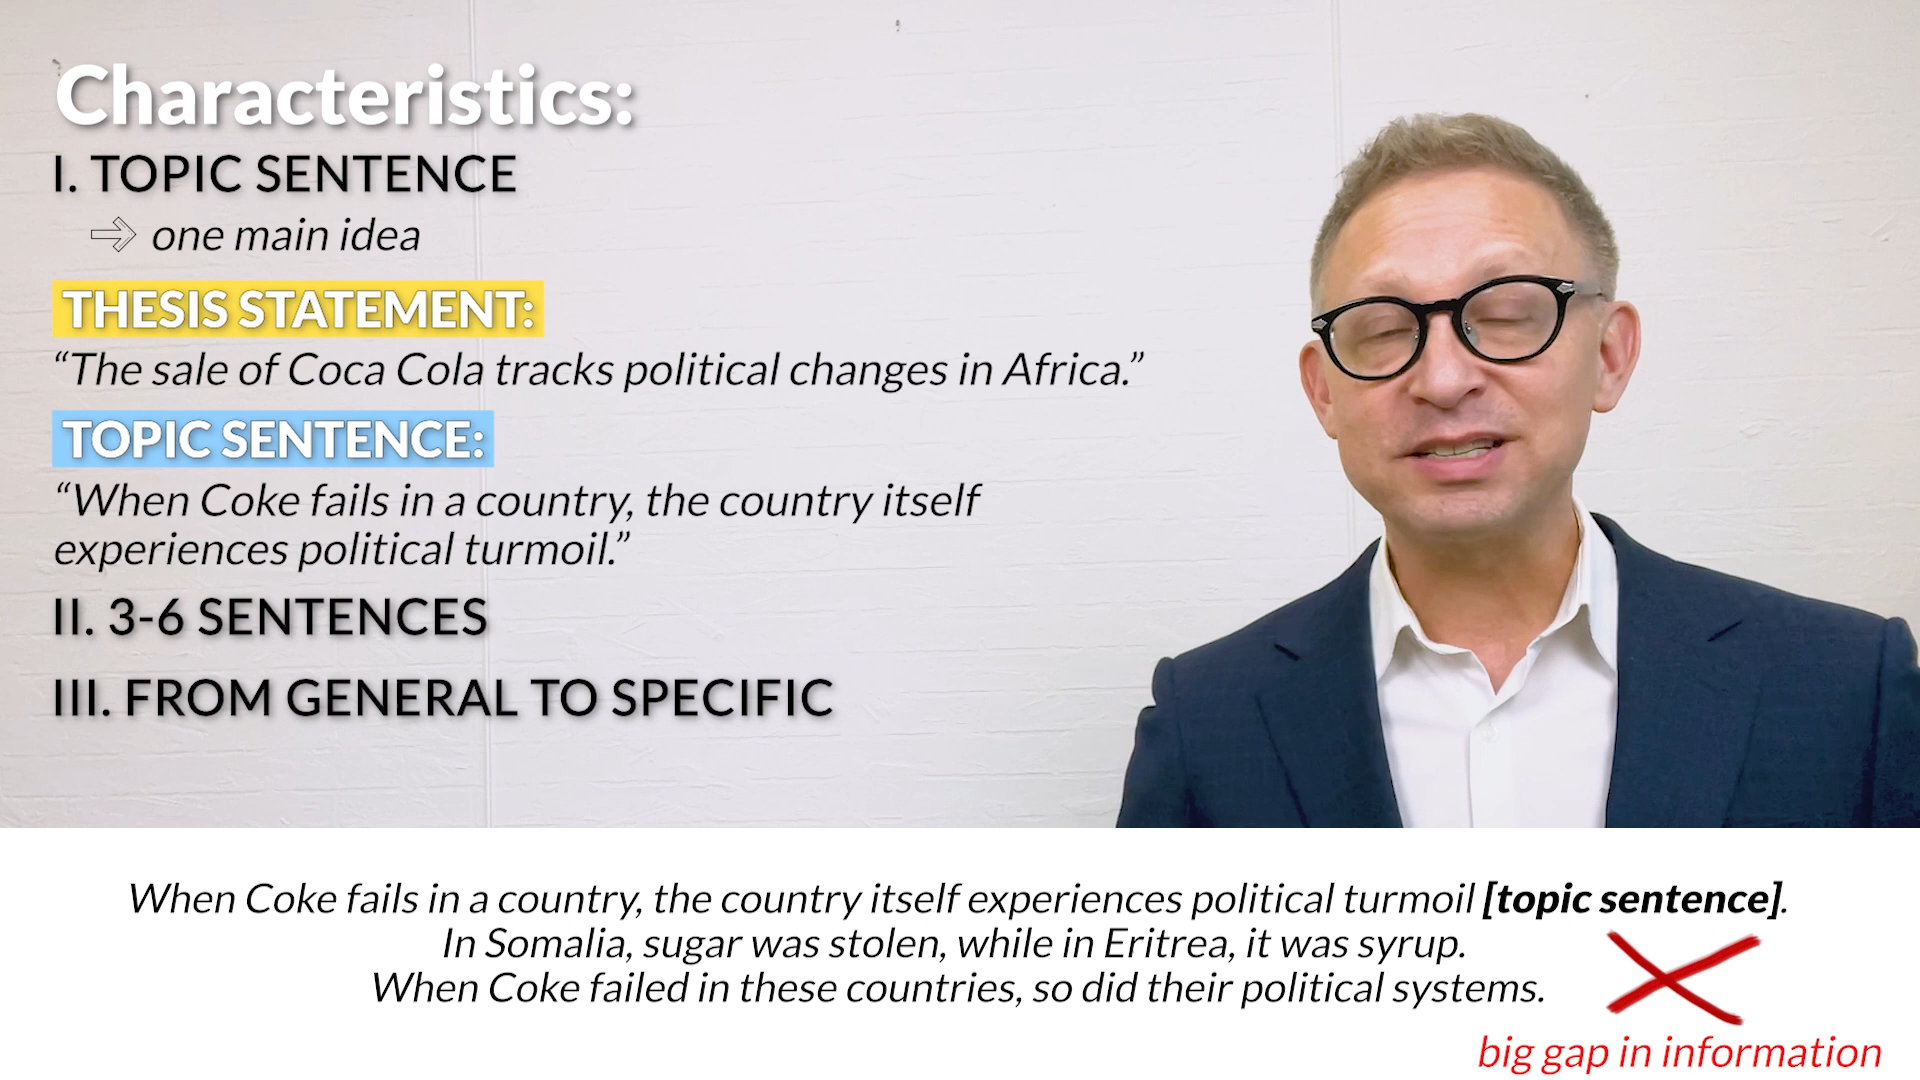 Characteristics:
I. TOPIC SENTENCE
⇨ one main idea
THESIS STATEMENT:
“The sale of Coca Cola tracks political changes in Africa.”
TOPIC SENTENCE:
“When Coke fails in a country, the country itself
experiences political turmoil.”
II. 3-6 SENTENCES
III. FROM GENERAL TO SPECIFIC
When Coke fails in a country, the country itself experiences political turmoil [topic sentence].
In Somalia, sugar was stolen, while in Eritrea, it was syrup.
When Coke failed in these countries, so did their political systems.
big gap in information